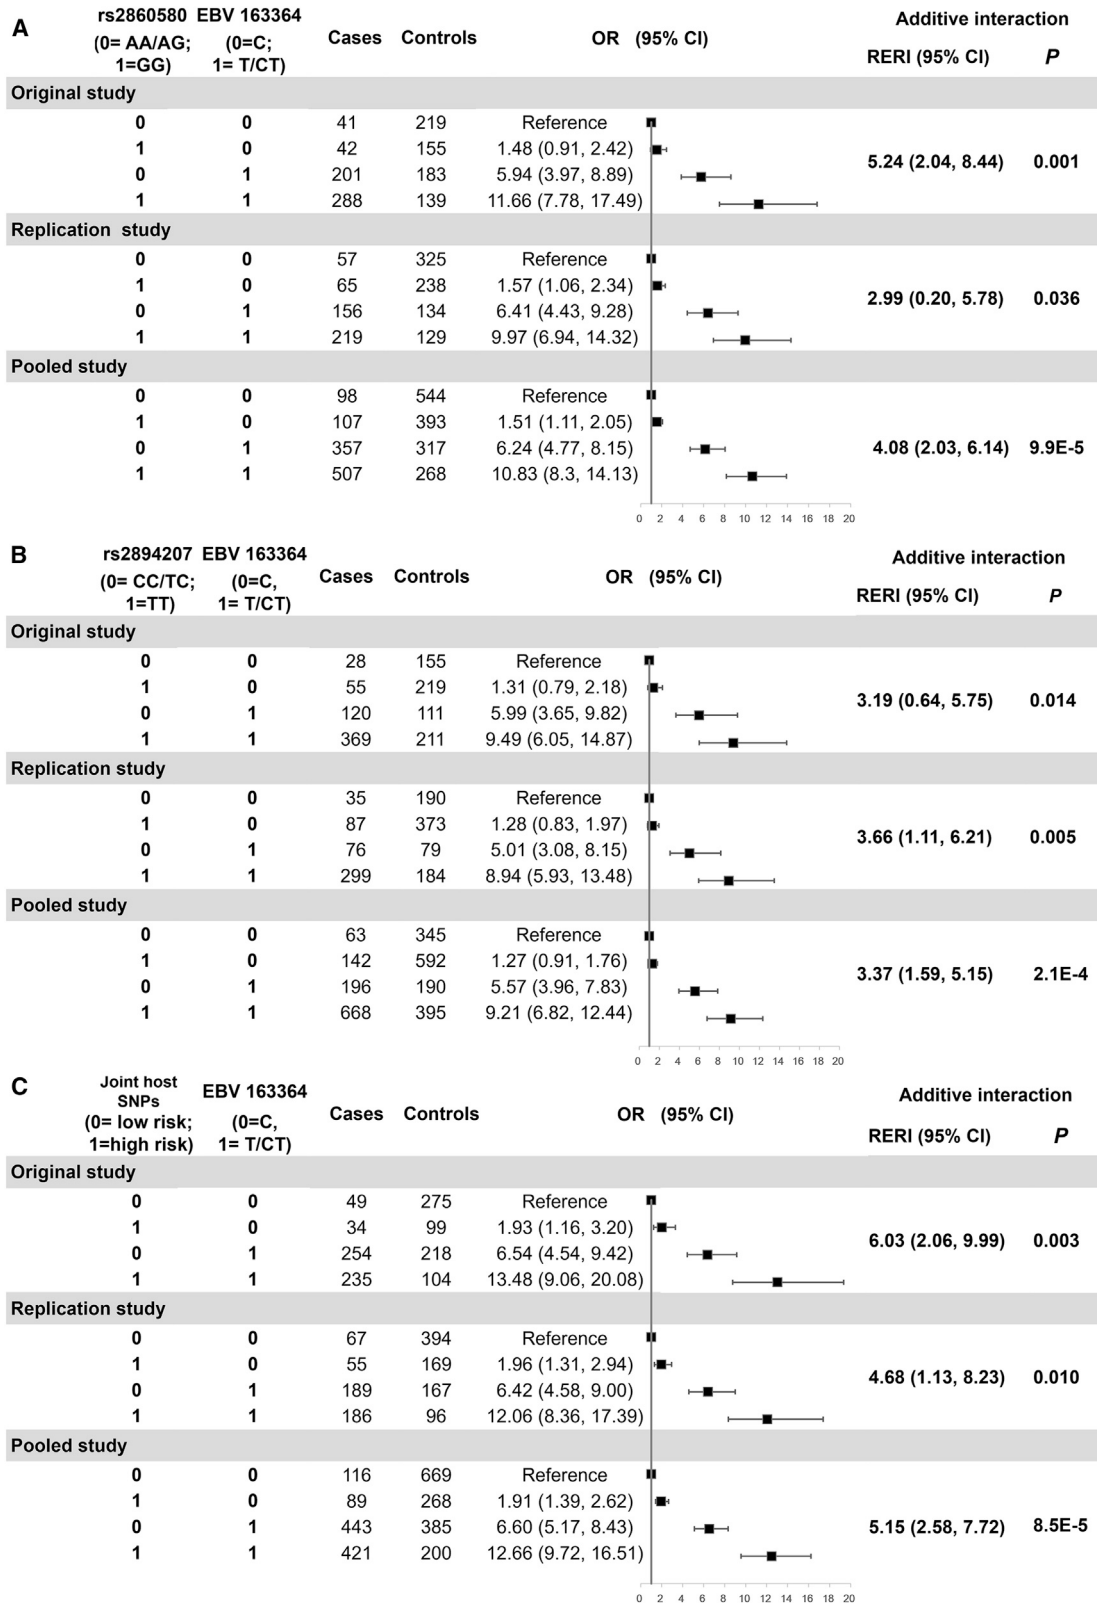 A
rs2860580 EBV 163364 Additive interaction
(0= AA/AG; (0=C; Cases Controls OR (95% CI) RERI (95% CI) P
1=GG) 1= T/CT)
Original study
0 0 41 219 Reference
1 0 42 155 1.48 (0.91, 2.42)
5.24 (2.04, 8.44) 0.001
0 1 201 183 5.94 (3.97, 8.89)
1 1 288 139 11.66 (7.78, 17.49)
Replication study
0 0 57 325 Reference
1 0 65 238 1.57 (1.06, 2.34)
2.99 (0.20, 5.78) 0.036
0 1 156 134 6.41 (4.43, 9.28)
1 1 219 129 9.97 (6.94, 14.32)
Pooled study
0 0 98 544 Reference
1 0 107 393 1.51 (1.11, 2.05)
0 1 357 317 6.24 (4.77, 8.15) 4.08 (2.03, 6.14) 9.9E-5
1 1 507 268 10.83 (8.3, 14.13)
0 2 4 6 8 10 12 14 16 18 20
B
rs2894207 EBV 163364 Additive interaction
(0= CC/TC; (0=C, Cases Controls OR (95% CI) RERI (95% CI) P
1=TT) 1= T/CT)
Original study
0 0 28 155 Reference
1 0 55 219 1.31 (0.79, 2.18)
3.19 (0.64, 5.75) 0.014
0 1 120 111 5.99 (3.65, 9.82)
1 1 369 211 9.49 (6.05, 14.87)
Replication study
0 0 35 190 Reference
1 0 87 373 1.28 (0.83, 1.97)
3.66 (1.11, 6.21) 0.005
0 1 76 79 5.01 (3.08, 8.15)
1 1 299 184 8.94 (5.93, 13.48)
Pooled study
0 0 63 345 Reference
1 0 142 592 1.27 (0.91, 1.76)
3.37 (1.59, 5.15) 2.1E-4
0 1 196 190 5.57 (3.96, 7.83)
1 1 668 395 9.21 (6.82, 12.44)
0 2 4 6 8 10 12 14 16 18 20
C
Joint host
SNPs EBV 163364 Additive interaction
(0= low risk; (0=C, Cases Controls OR (95% CI) RERI (95% CI) P
1=high risk) 1= T/CT)
Original study
0 0 49 275 Reference
1 0 34 99 1.93 (1.16, 3.20)
6.03 (2.06, 9.99) 0.003
0 1 254 218 6.54 (4.54, 9.42)
1 1 235 104 13.48 (9.06, 20.08)
Replication study
0 0 67 394 Reference
1 0 55 169 1.96 (1.31, 2.94)
4.68 (1.13, 8.23) 0.010
0 1 189 167 6.42 (4.58, 9.00)
1 1 186 96 12.06 (8.36, 17.39)
Pooled study
0 0 116 669 Reference
1 0 89 268 1.91 (1.39, 2.62)
0 1 443 385 6.60 (5.17, 8.43) 5.15 (2.58, 7.72) 8.5E-5
1 1 421 200 12.66 (9.72, 16.51)
0 2 4 6 8 10 12 14 16 18 20